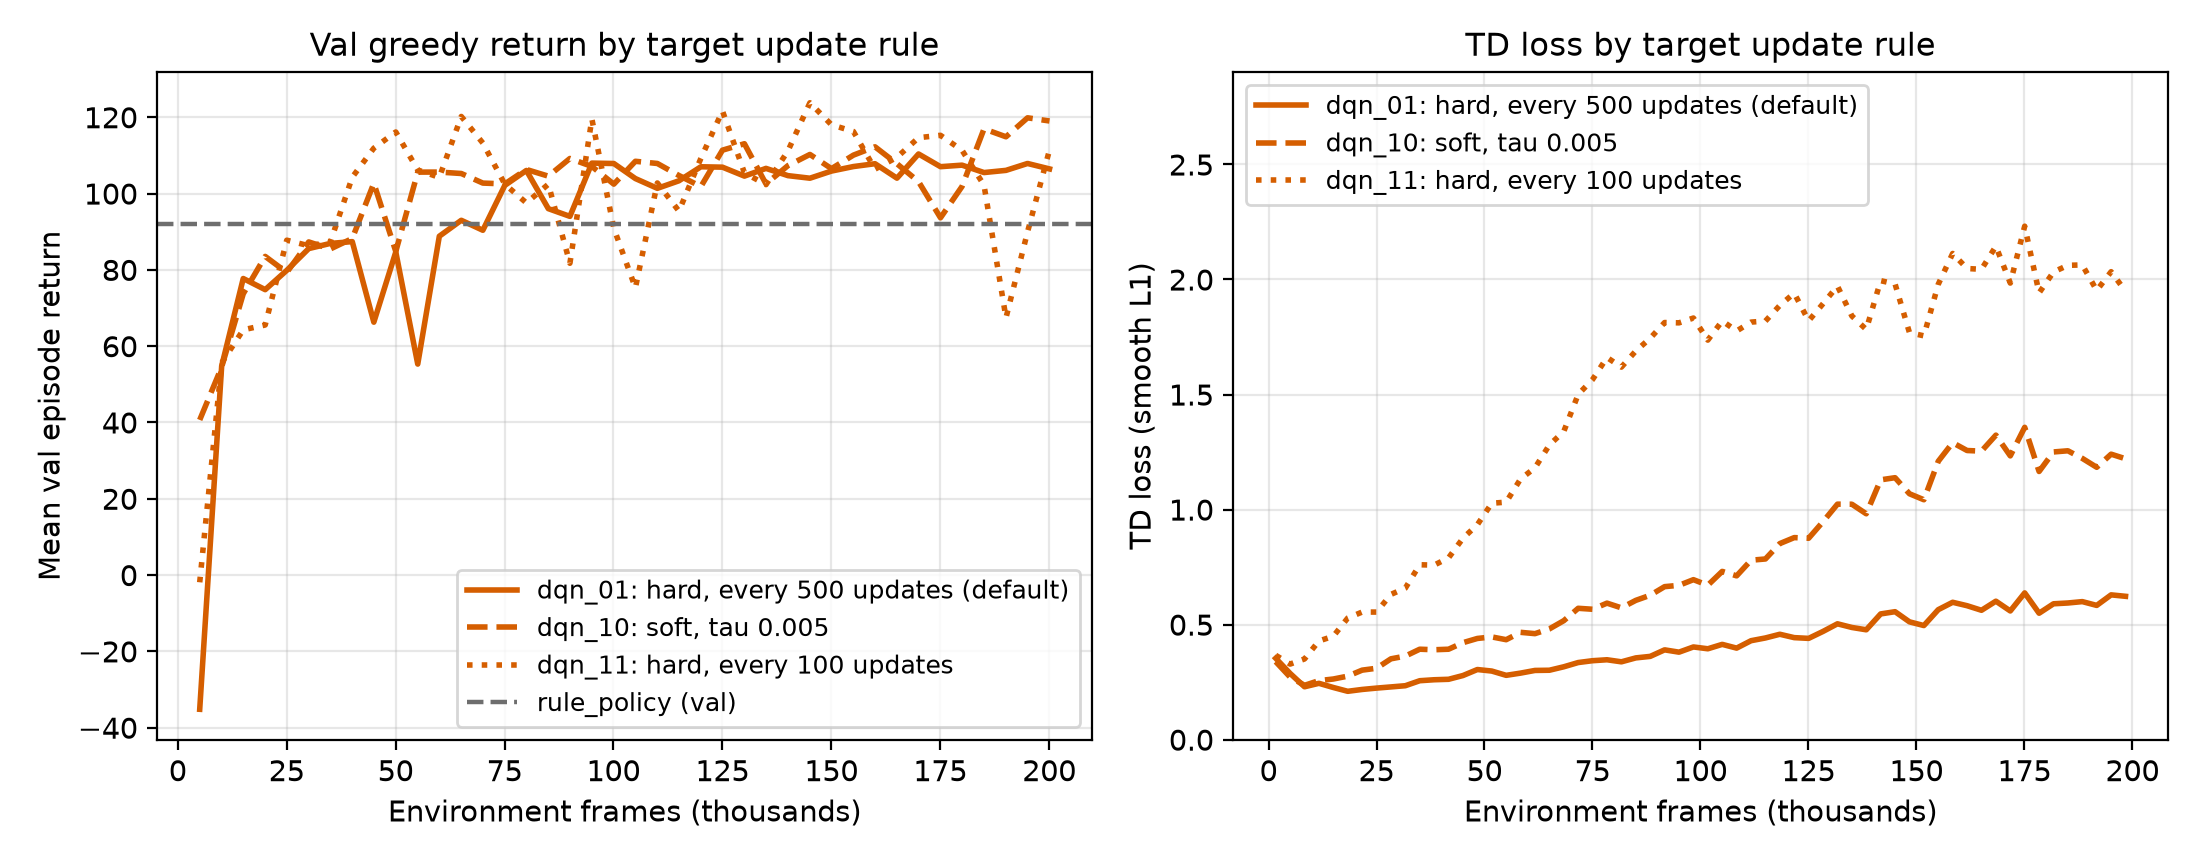 Val greedy return by target update rule
120
100
80
60
40
20
0
−20
−40
Mean val episode return
dqn_01: hard, every 500 updates (default)
dqn_10: soft, tau 0.005
dqn_11: hard, every 100 updates
rule_policy (val)
0 25 50 75 100 125 150 175 200
Environment frames (thousands)
TD loss by target update rule
dqn_01: hard, every 500 updates (default)
dqn_10: soft, tau 0.005
dqn_11: hard, every 100 updates
2.5
2.0
1.5
1.0
0.5
0.0
TD loss (smooth L1)
0 25 50 75 100 125 150 175 200
Environment frames (thousands)